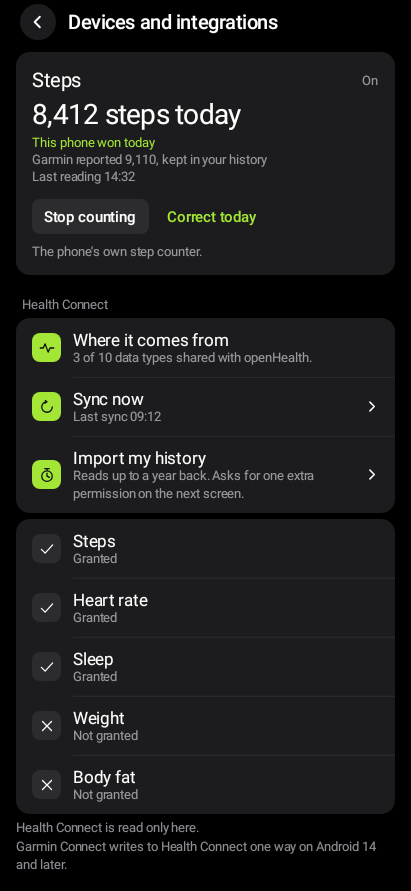 Devices and integrations
Steps
On
8,412 steps today
This phone won today
Garmin reported 9,110, kept in your history
Last reading 14:32
Stop counting
Correct today
The phone's own step counter.
Health Connect
Where it comes from
3 of 10 data types shared with openHealth.
Sync now
Last sync 09:12
Import my history
Reads up to a year back. Asks for one extra
permission on the next screen.
Steps
Granted
Heart rate
Granted
Sleep
Granted
Weight
Not granted
Body fat
Not granted
Health Connect is read only here.
Garmin Connect writes to Health Connect one way on Android 14
and later.